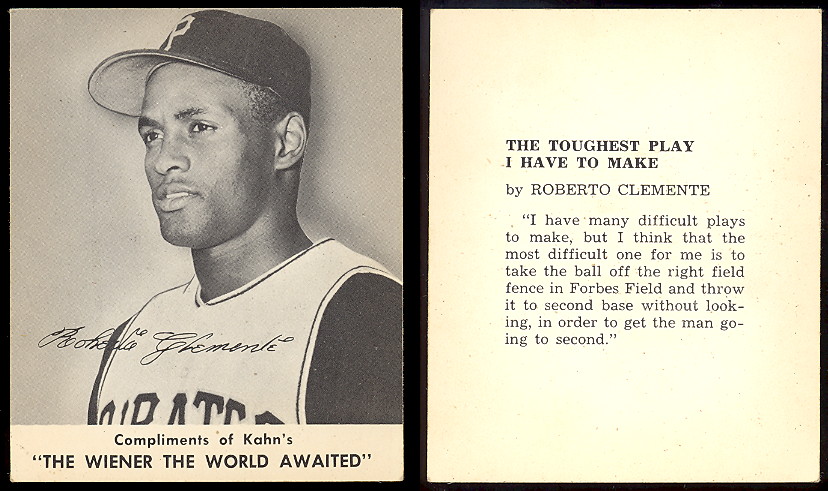 P
Roberto Clemente
PIRATES
Compliments of Kahn's
"THE WIENER THE WORLD AWAITED"
THE TOUGHEST PLAY
I HAVE TO MAKE
by ROBERTO CLEMENTE
"I have many difficult plays
to make, but I think that the
most difficult one for me is to
take the ball off the right field
fence in Forbes Field and throw
it to second base without look-
ing, in order to get the man go-
ing to second."